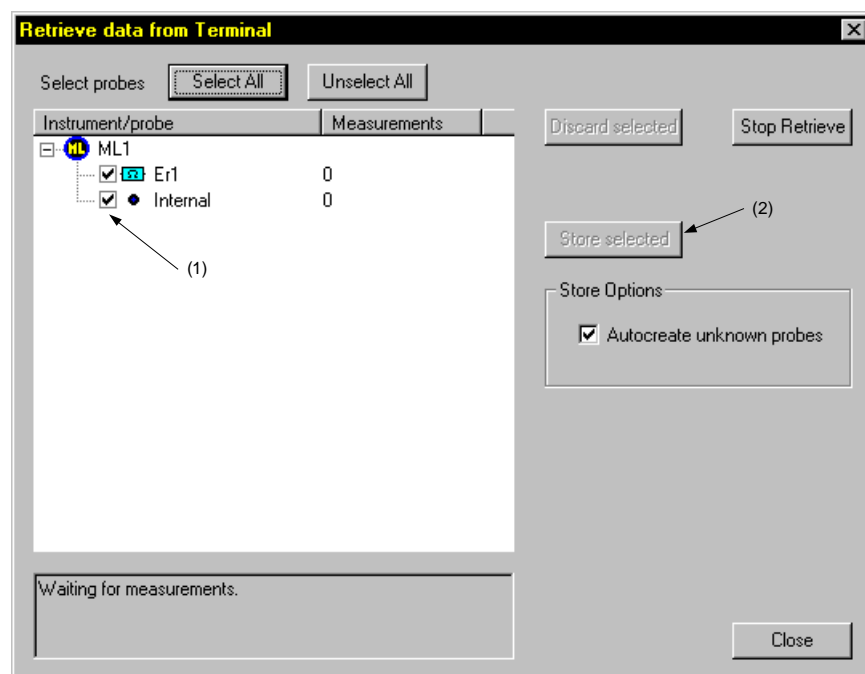 Retrieve data from Terminal
Select probes Select All Unselect All
Instrument/probe Measurements
Discard selected Stop Retrieve
ML ML1
Ω Er1 0
Internal 0
(1)
(2)
Store selected
Store Options
Autocreate unknown probes
Waiting for measurements.
Close